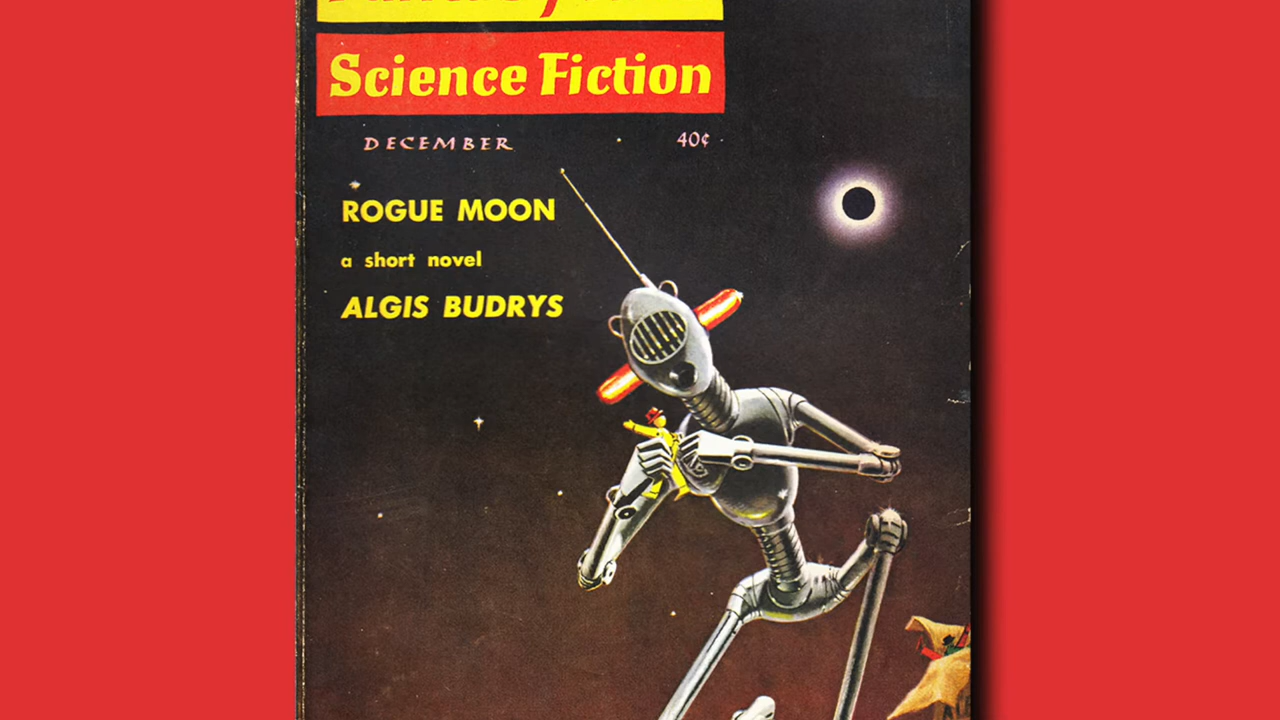 Science Fiction
DECEMBER 40¢
ROGUE MOON
a short novel
ALGIS BUDRYS